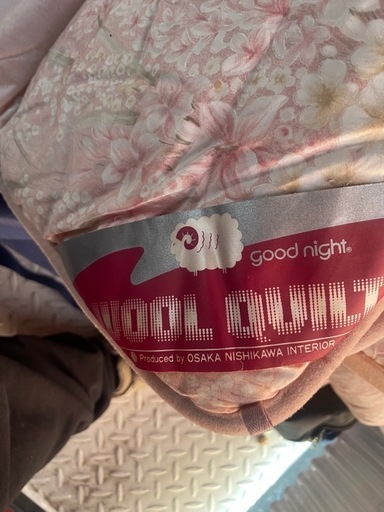 good night®
WOOL QUILT
Produced by OSAKA NISHIKAWA INTERIOR